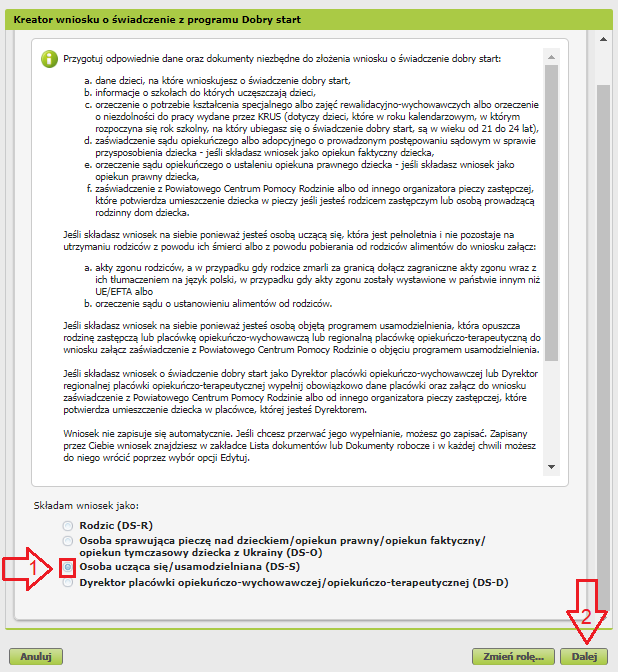 Kreator wniosku o świadczenie z programu Dobry start
Przygotuj odpowiednie dane oraz dokumenty niezbędne do złożenia wniosku o świadczenie dobry start:
a. dane dzieci, na które wnioskujesz o świadczenie dobry start,
b. informacje o szkołach do których uczęszczają dzieci,
c. orzeczenie o potrzebie kształcenia specjalnego albo zajęć rewalidacyjno-wychowawczych albo orzeczenie
o niezdolności do pracy wydane przez KRUS (dotyczy dzieci, które w roku kalendarzowym, w którym
rozpoczyna się rok szkolny, na który ubiegasz się o świadczenie dobry start, są w wieku od 21 do 24 lat),
d. zaświadczenie sądu opiekuńczego albo adopcyjnego o prowadzonym postępowaniu sądowym w sprawie
przysposobienia dziecka - jeśli składasz wniosek jako opiekun faktyczny dziecka,
e. orzeczenie sądu opiekuńczego o ustaleniu opiekuna prawnego dziecka - jeśli składasz wniosek jako
opiekun prawny dziecka,
f. zaświadczenie z Powiatowego Centrum Pomocy Rodzinie albo od innego organizatora pieczy zastępczej,
które potwierdza umieszczenie dziecka w pieczy jeśli jesteś rodzicem zastępczym lub osobą prowadzącą
rodzinny dom dziecka.
Jeśli składasz wniosek na siebie ponieważ jesteś osobą uczącą się, która jest pełnoletnia i nie pozostaje na
utrzymaniu rodziców z powodu ich śmierci albo z powodu pobierania od rodziców alimentów do wniosku załącz:
a. akty zgonu rodziców, a w przypadku gdy rodzice zmarli za granicą dołącz zagraniczne akty zgonu wraz z
ich tłumaczeniem na język polski, w przypadku gdy akty zgonu zostały wystawione w państwie innym niż
UE/EFTA albo
b. orzeczenie sądu o ustanowieniu alimentów od rodziców.
Jeśli składasz wniosek na siebie ponieważ jesteś osobą objętą programem usamodzielnienia, która opuszcza
rodzinę zastępczą lub placówkę opiekuńczo-wychowawczą lub regionalną placówkę opiekuńczo-terapeutyczną do
wniosku załącz zaświadczenie z Powiatowego Centrum Pomocy Rodzinie o objęciu programem usamodzielnienia.
Jeśli składasz wniosek o świadczenie dobry start jako Dyrektor placówki opiekuńczo-wychowawczej lub Dyrektor
regionalnej placówki opiekuńczo-terapeutycznej wypełnij obowiązkowo dane placówki oraz załącz do wniosku
zaświadczenie z Powiatowego Centrum Pomocy Rodzinie albo od innego organizatora pieczy zastępczej, które
potwierdza umieszczenie dziecka w placówce, której jesteś Dyrektorem.
Wniosek nie zapisuje się automatycznie. Jeśli chcesz przerwać jego wypełnianie, możesz go zapisać. Zapisany
przez Ciebie wniosek znajdziesz w zakładce Lista dokumentów lub Dokumenty robocze i w każdej chwili możesz
do niego wrócić poprzez wybór opcji Edytuj.
Składam wniosek jako:
Rodzic (DS-R)
Osoba sprawująca pieczę nad dzieckiem/opiekun prawny/opiekun faktyczny/
opiekun tymczasowy dziecka z Ukrainy (DS-O)
1 Osoba ucząca się/usamodzielniana (DS-S)
Dyrektor placówki opiekuńczo-wychowawczej/opiekuńczo-terapeutycznej (DS-D)
2
Anuluj Zmień rolę... Dalej